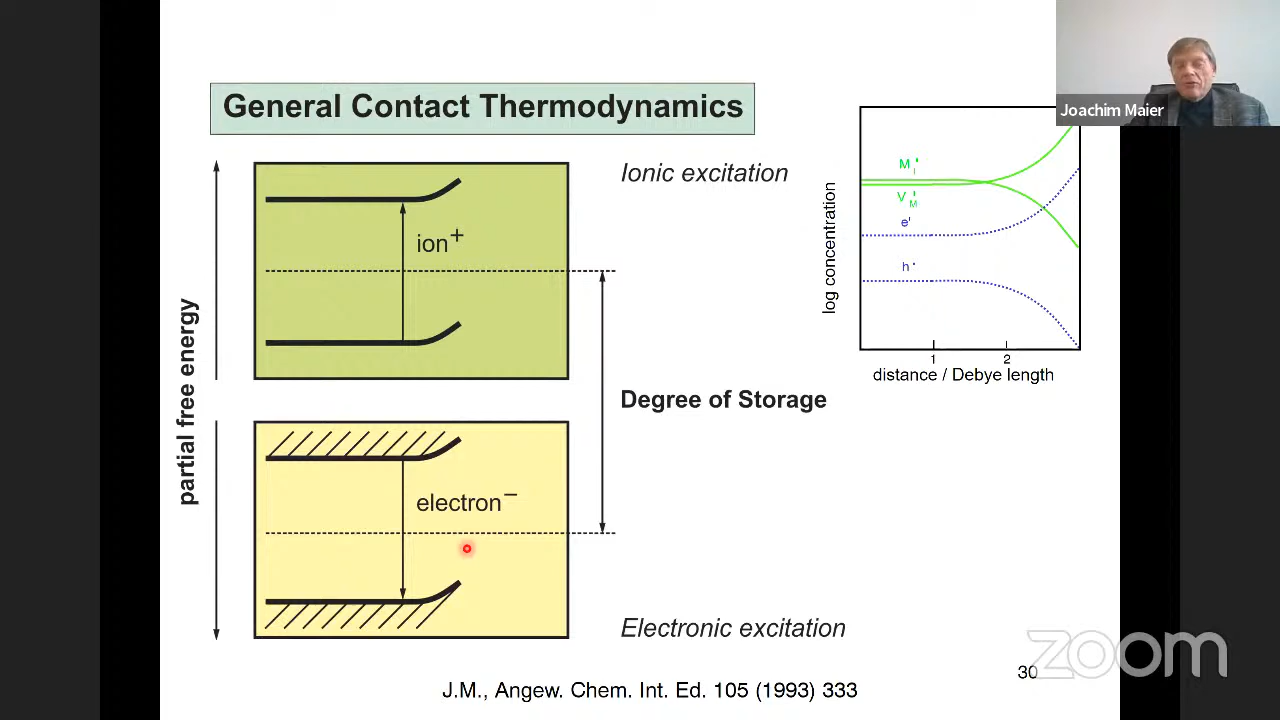 General Contact Thermodynamics
Joachim Maier
Ionic excitation
ion+
partial free energy
Degree of Storage
electron−
Electronic excitation
log concentration
M i •
V M '
e'
h •
1 2
distance / Debye length
J.M., Angew. Chem. Int. Ed. 105 (1993) 333
30
zoom